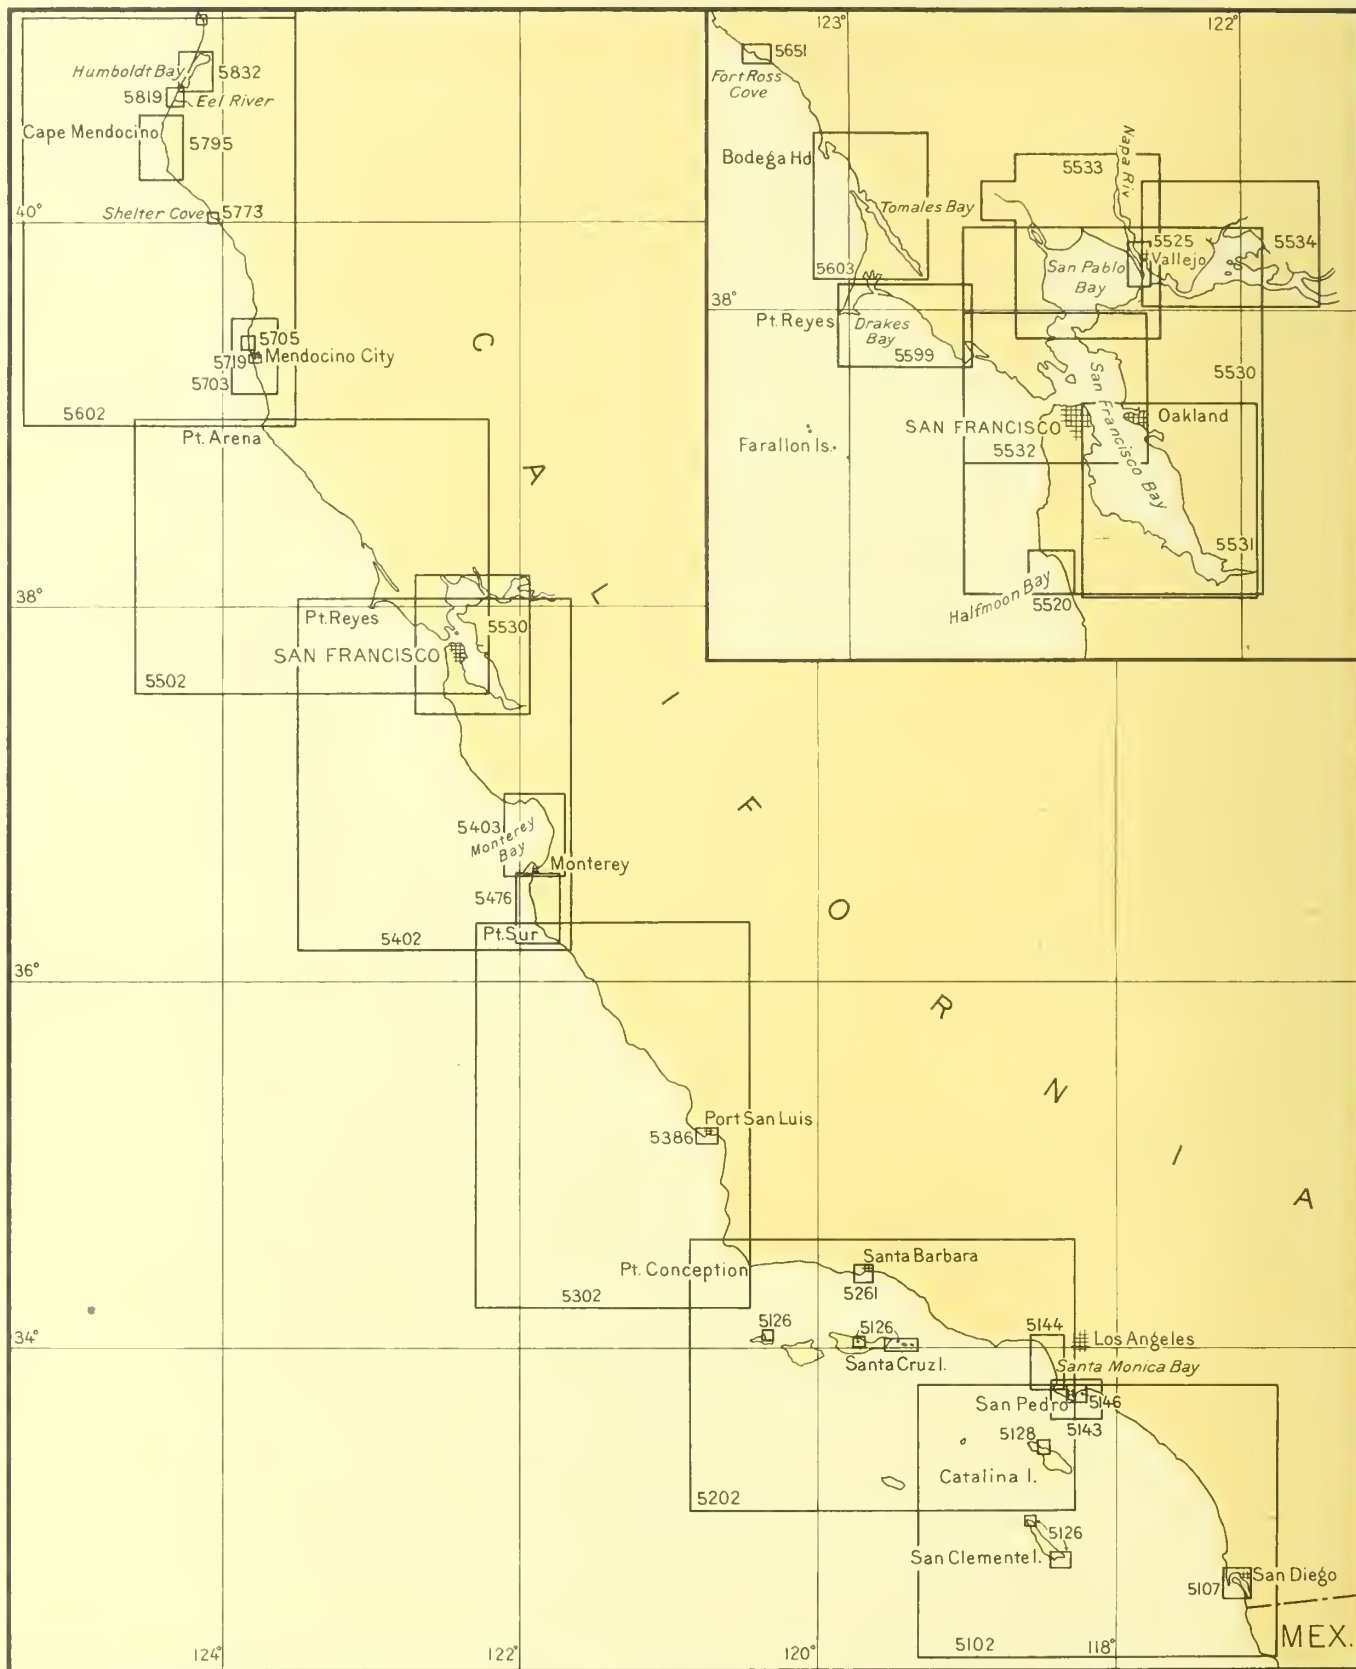 Humboldt Bay
5832
5819
Eel River
Cape Mendocino
5795
40°
Shelter Cove
5773
5705
5719
Mendocino City
5703
5602
Pt. Arena
5502
38°
Pt. Reyes
SAN FRANCISCO
5530
5403
Monterey Bay
Monterey
5476
Pt. Sur
5402
36°
Port San Luis
5386
Pt. Conception
5302
Santa Barbara
5261
34°
5126
5126
Santa Cruz I.
5144
Los Angeles
Santa Monica Bay
San Pedro
5146
5143
5128
Catalina I.
5202
5126
San Clemente I.
5107
San Diego
5102
MEX.
124°
122°
120°
118°
CALIFORNIA
123°
122°
5651
Fort Ross Cove
Bodega Hd
Tomales Bay
5603
Napa Riv
5533
5525
Vallejo
5534
San Pablo Bay
38°
Pt. Reyes
Drakes Bay
5599
5530
San Francisco Bay
SAN FRANCISCO
Oakland
5532
Farallon Is.
5531
Halfmoon Bay
5520